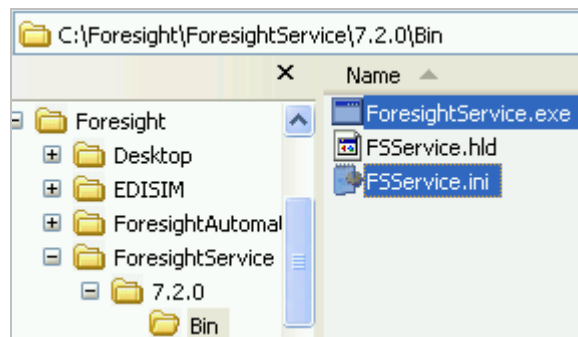 C:\Foresight\ForesightService\7.2.0\Bin
Name
Foresight
Desktop
EDISIM
ForesightAutomat
ForesightService
7.2.0
Bin
ForesightService.exe
FSService.hld
FSService.ini